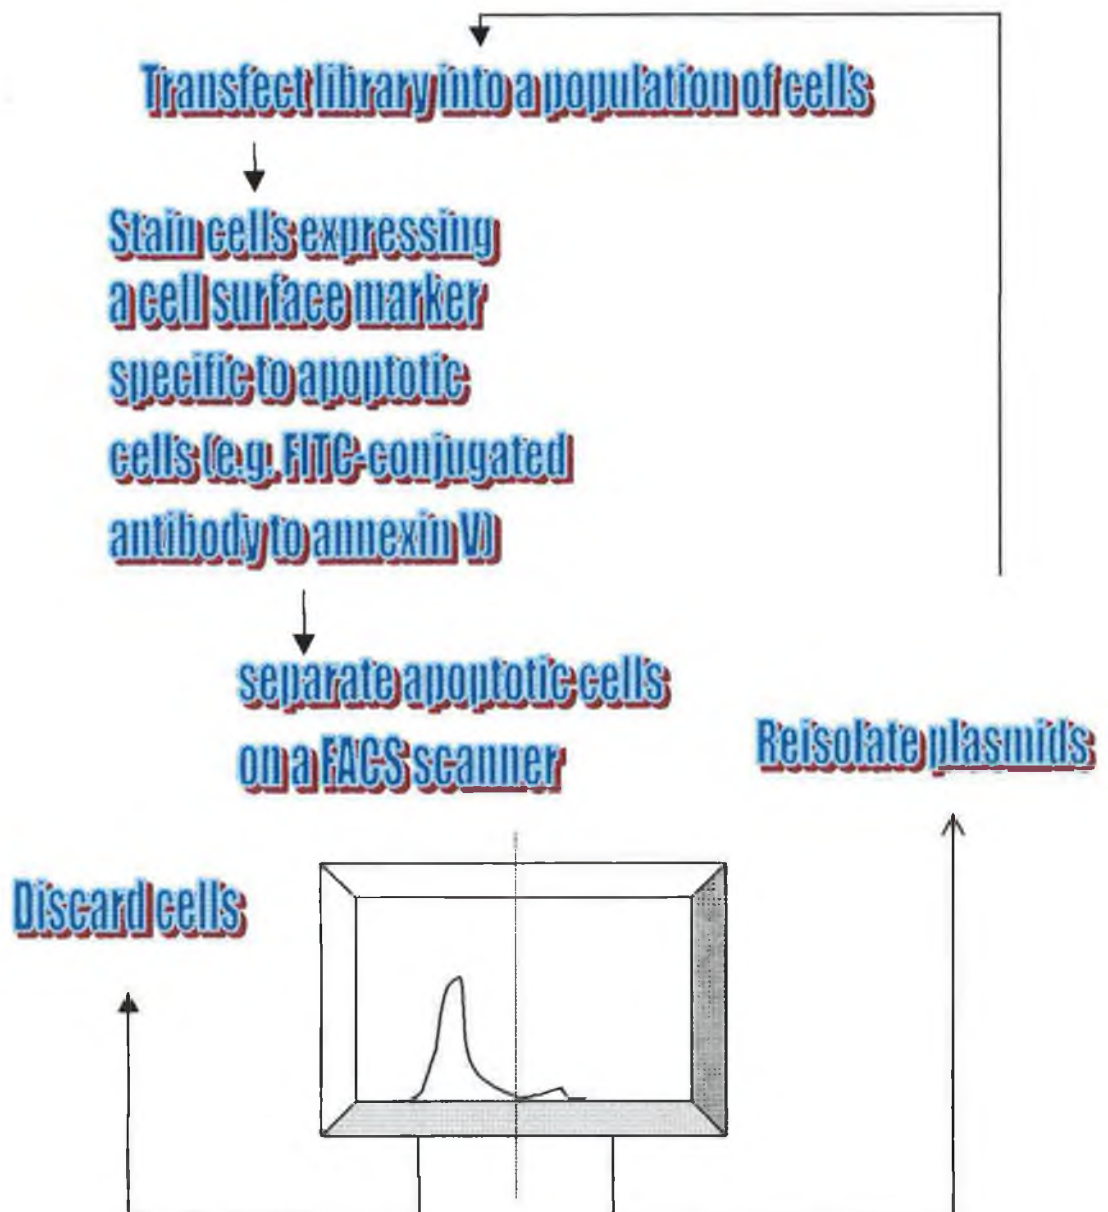 Transfect library into a population of cells
Stain cells expressing
a cell surface marker
specific to apoptotic
cells (e.g. FITC-conjugated
antibody to annexin V)
separate apoptotic cells
on a FACS scanner
Reisolate plasmids
Discard cells